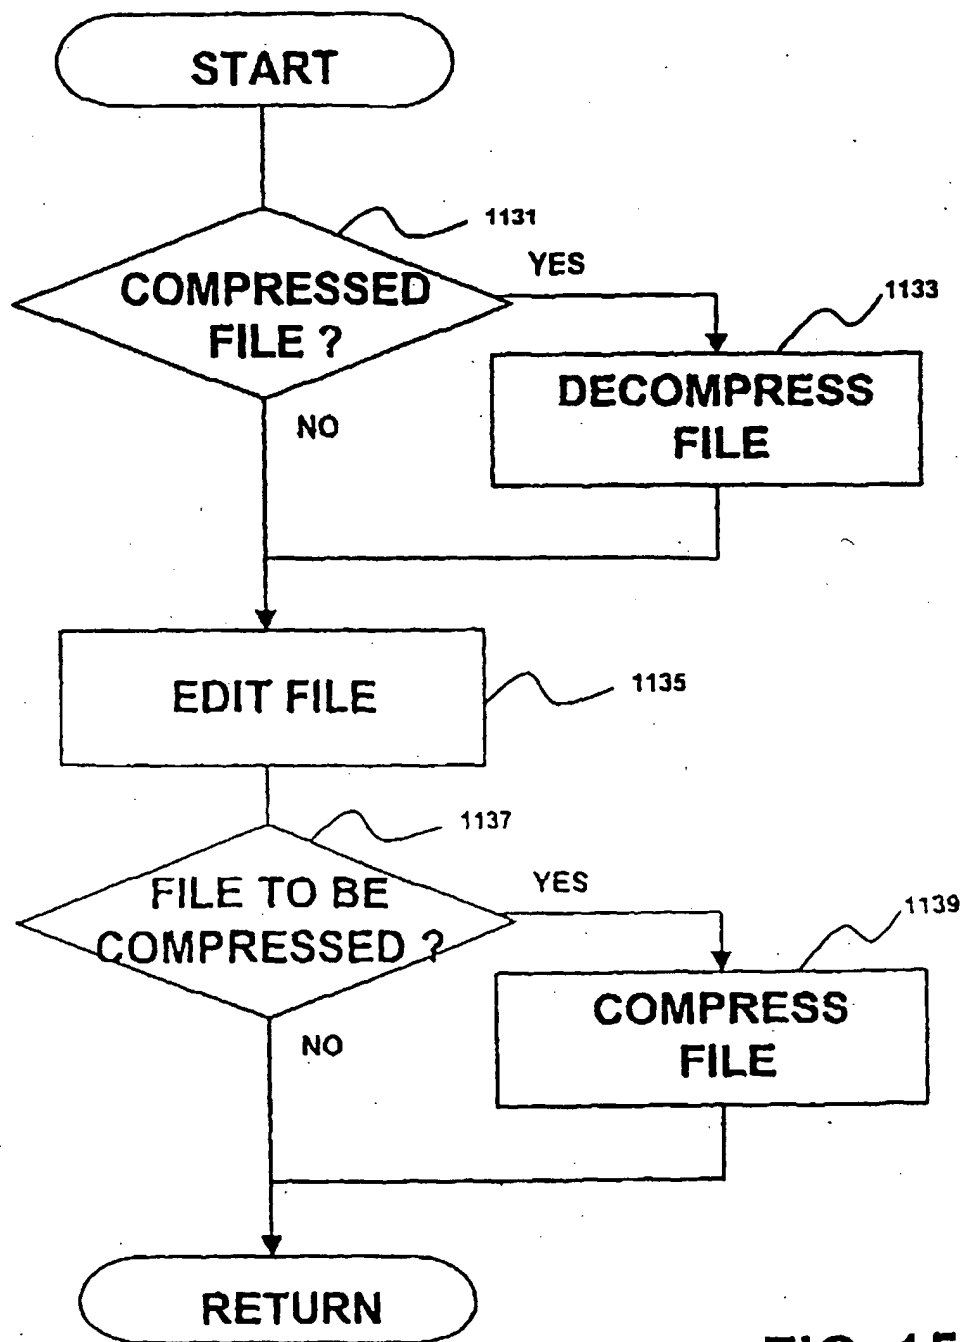 START
1131
COMPRESSED
FILE ?
YES
1133
DECOMPRESS
FILE
NO
EDIT FILE
1135
1137
FILE TO BE
COMPRESSED ?
YES
1139
COMPRESS
FILE
NO
RETURN